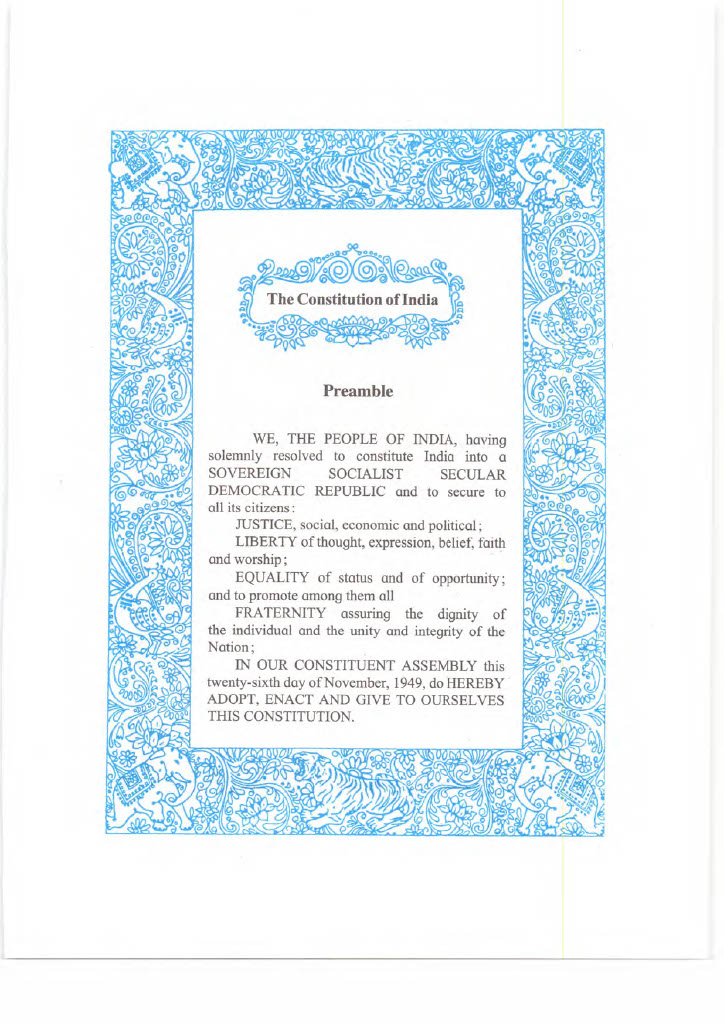 The Constitution of India
Preamble
WE, THE PEOPLE OF INDIA, having
solemnly resolved to constitute India into a
SOVEREIGN SOCIALIST SECULAR
DEMOCRATIC REPUBLIC and to secure to
all its citizens :
JUSTICE, social, economic and political ;
LIBERTY of thought, expression, belief, faith
and worship ;
EQUALITY of status and of opportunity ;
and to promote among them all
FRATERNITY assuring the dignity of
the individual and the unity and integrity of the
Nation ;
IN OUR CONSTITUENT ASSEMBLY this
twenty-sixth day of November, 1949, do HEREBY
ADOPT, ENACT AND GIVE TO OURSELVES
THIS CONSTITUTION.